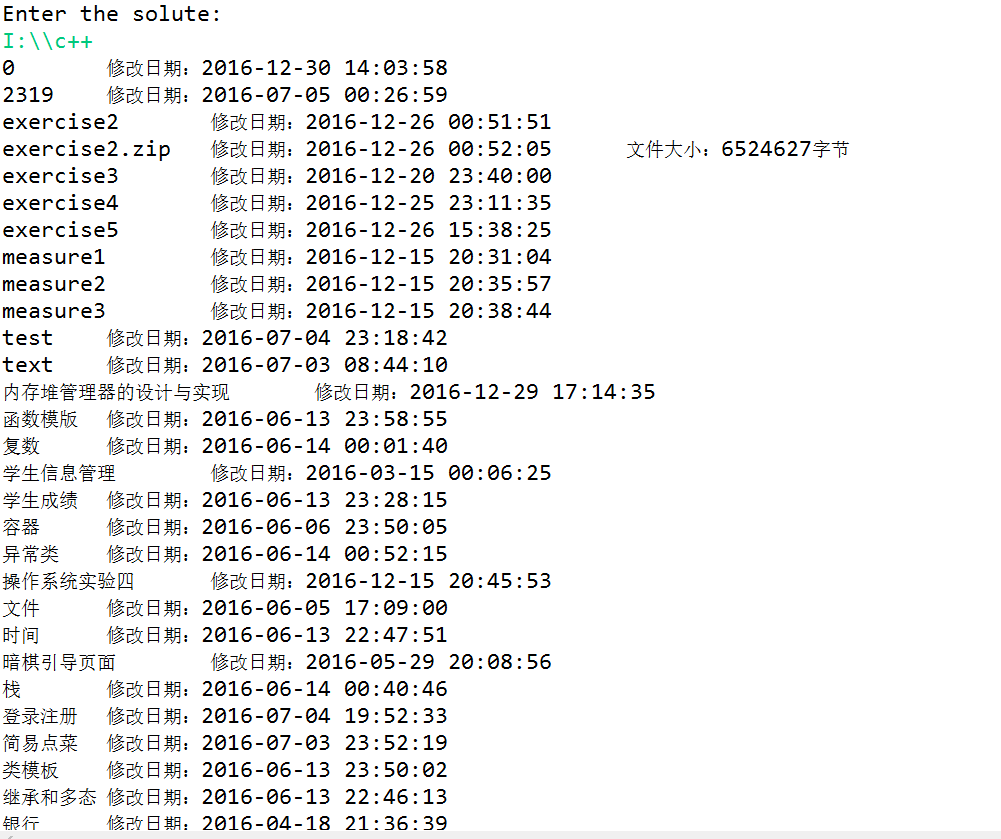 Enter the solute:
I:\\c++
0 修改日期：2016-12-30 14:03:58
2319 修改日期：2016-07-05 00:26:59
exercise2 修改日期：2016-12-26 00:51:51
exercise2.zip 修改日期：2016-12-26 00:52:05 文件大小：6524627字节
exercise3 修改日期：2016-12-20 23:40:00
exercise4 修改日期：2016-12-25 23:11:35
exercise5 修改日期：2016-12-26 15:38:25
measure1 修改日期：2016-12-15 20:31:04
measure2 修改日期：2016-12-15 20:35:57
measure3 修改日期：2016-12-15 20:38:44
test 修改日期：2016-07-04 23:18:42
text 修改日期：2016-07-03 08:44:10
内存堆管理器的设计与实现 修改日期：2016-12-29 17:14:35
函数模版 修改日期：2016-06-13 23:58:55
复数 修改日期：2016-06-14 00:01:40
学生信息管理 修改日期：2016-03-15 00:06:25
学生成绩 修改日期：2016-06-13 23:28:15
容器 修改日期：2016-06-06 23:50:05
异常类 修改日期：2016-06-14 00:52:15
操作系统实验四 修改日期：2016-12-15 20:45:53
文件 修改日期：2016-06-05 17:09:00
时间 修改日期：2016-06-13 22:47:51
暗棋引导页面 修改日期：2016-05-29 20:08:56
栈 修改日期：2016-06-14 00:40:46
登录注册 修改日期：2016-07-04 19:52:33
简易点菜 修改日期：2016-07-03 23:52:19
类模板 修改日期：2016-06-13 23:50:02
继承和多态 修改日期：2016-06-13 22:46:13
银行 修改日期：2016-04-18 21:36:39